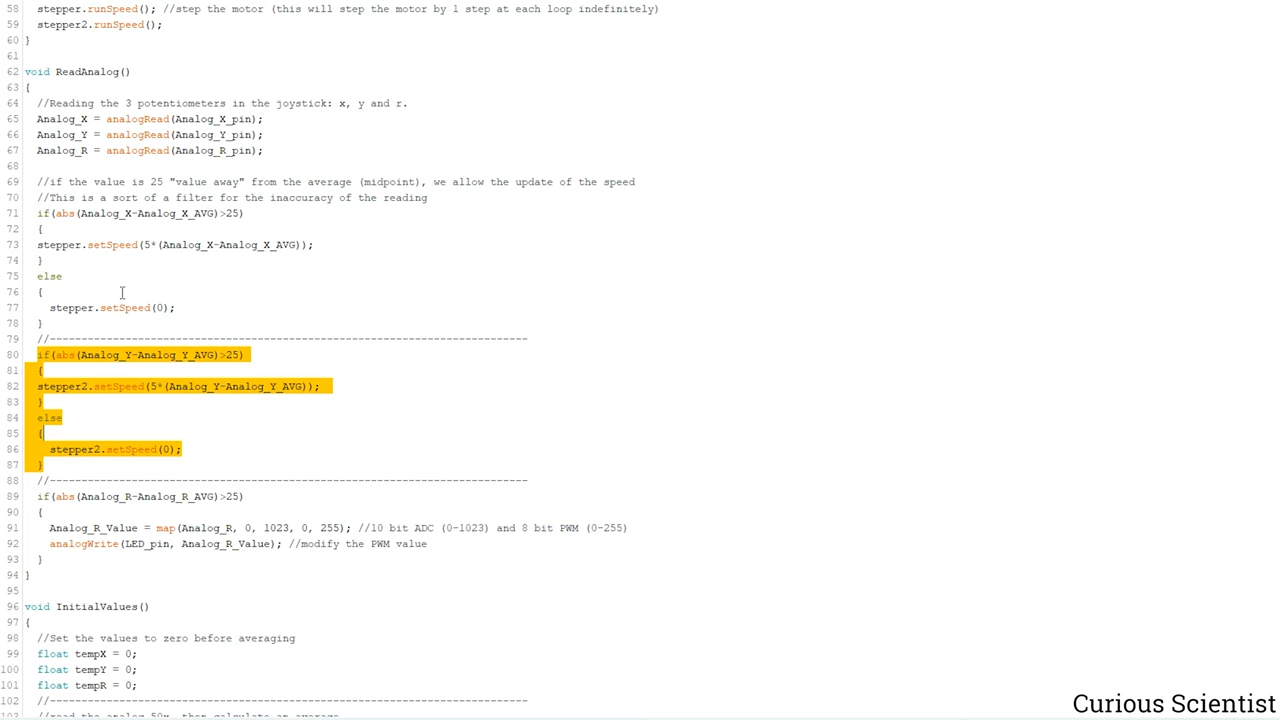 58 stepper.runSpeed(); //step the motor (this will step the motor by 1 step at each loop indefinitely)
59 stepper2.runSpeed();
60 }
61
62 void ReadAnalog()
63 {
64 //Reading the 3 potentiometers in the joystick: x, y and r.
65 Analog_X = analogRead(Analog_X_pin);
66 Analog_Y = analogRead(Analog_Y_pin);
67 Analog_R = analogRead(Analog_R_pin);
68
69 //if the value is 25 "value away" from the average (midpoint), we allow the update of the speed
70 //This is a sort of a filter for the inaccuracy of the reading
71 if(abs(Analog_X-Analog_X_AVG)>25)
72 {
73 stepper.setSpeed(5*(Analog_X-Analog_X_AVG));
74 }
75 else
76 {
77 stepper.setSpeed(0);
78 }
79 //----------------------------------------------------------------------------
80 if(abs(Analog_Y-Analog_Y_AVG)>25)
81 {
82 stepper2.setSpeed(5*(Analog_Y-Analog_Y_AVG));
83 }
84 else
85 {
86 stepper2.setSpeed(0);
87 }
88 //----------------------------------------------------------------------------
89 if(abs(Analog_R-Analog_R_AVG)>25)
90 {
91 Analog_R_Value = map(Analog_R, 0, 1023, 0, 255); //10 bit ADC (0-1023) and 8 bit PWM (0-255)
92 analogWrite(LED_pin, Analog_R_Value); //modify the PWM value
93 }
94 }
95
96 void InitialValues()
97 {
98 //Set the values to zero before averaging
99 float tempX = 0;
100 float tempY = 0;
101 float tempR = 0;
102 //----------------------------------------------------------------------------
103 //read the analog 50x, then calculate an average
Curious Scientist